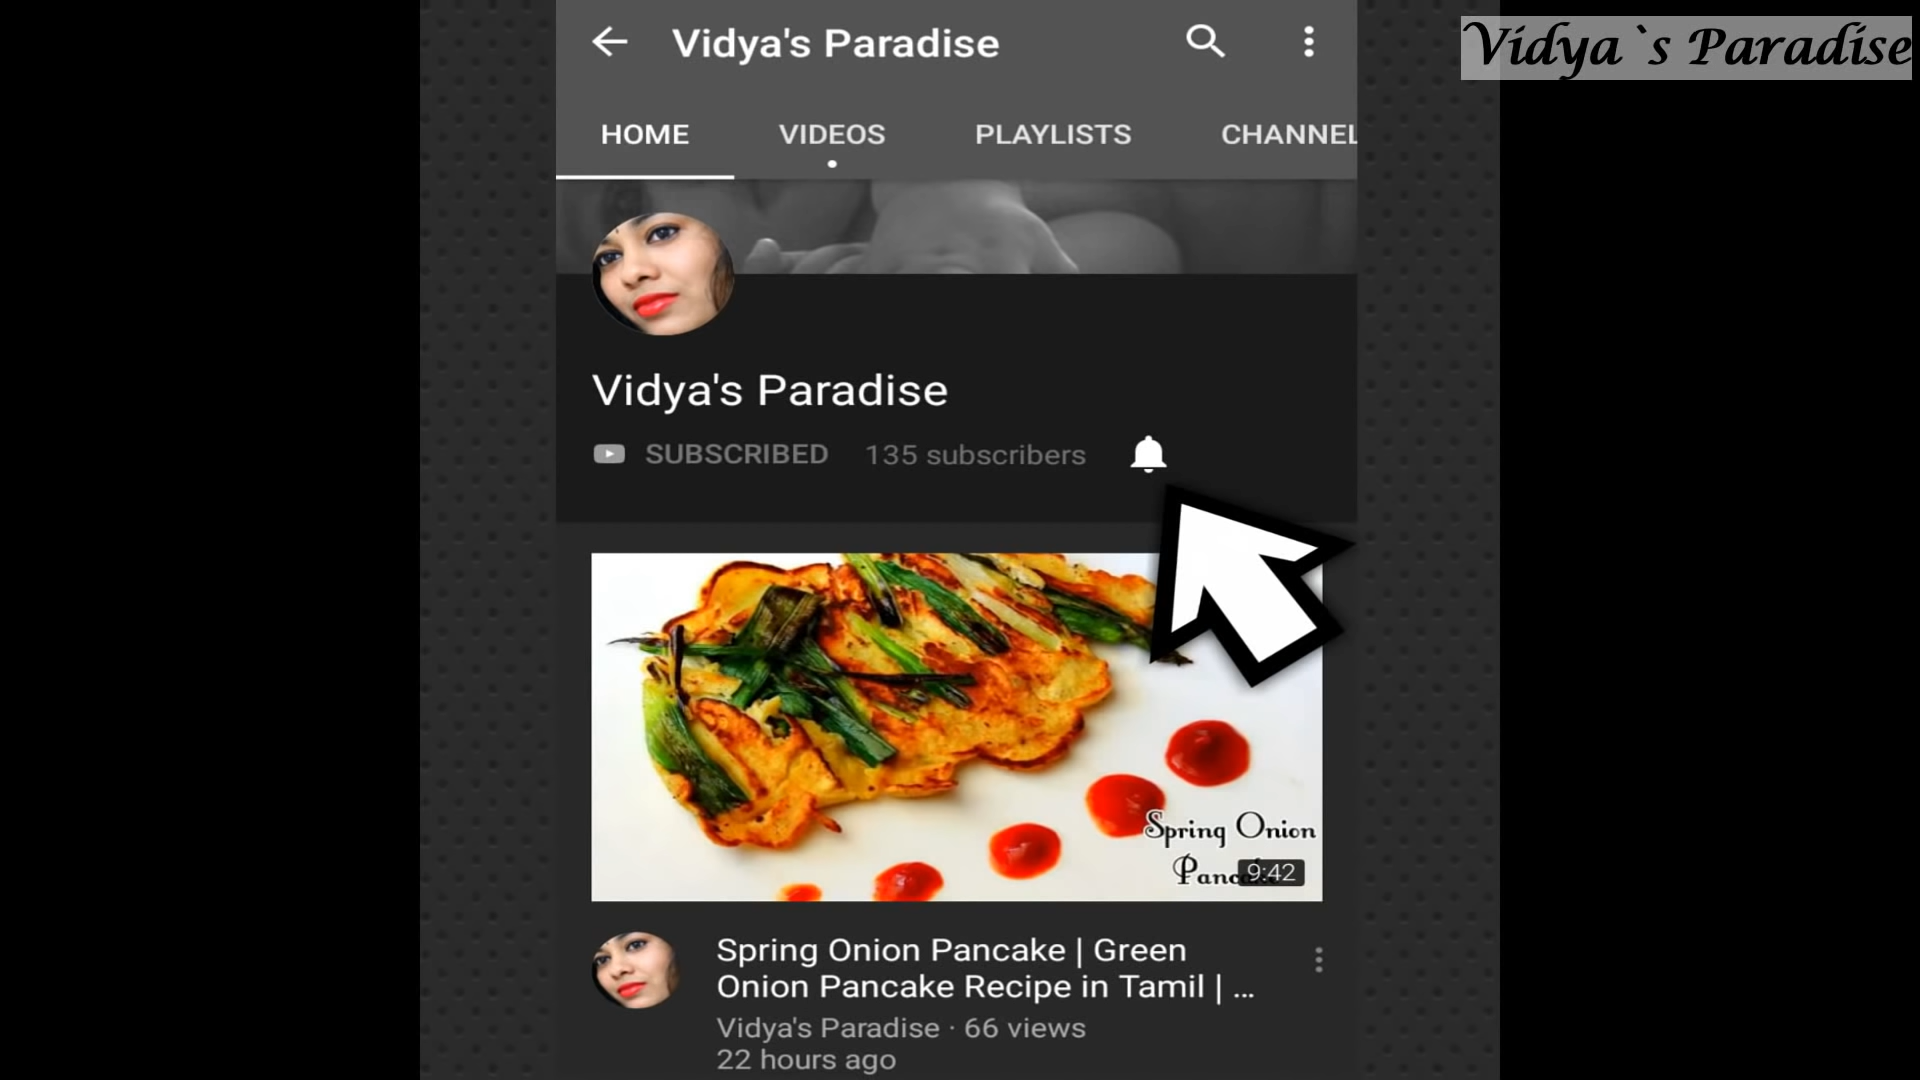 Vidya's Paradise
Vidya`s Paradise
HOME VIDEOS PLAYLISTS CHANNEL
Vidya's Paradise
SUBSCRIBED 135 subscribers
Spring Onion
9:42
Spring Onion Pancake | Green
Onion Pancake Recipe in Tamil | ...
Vidya's Paradise · 66 views
22 hours ago